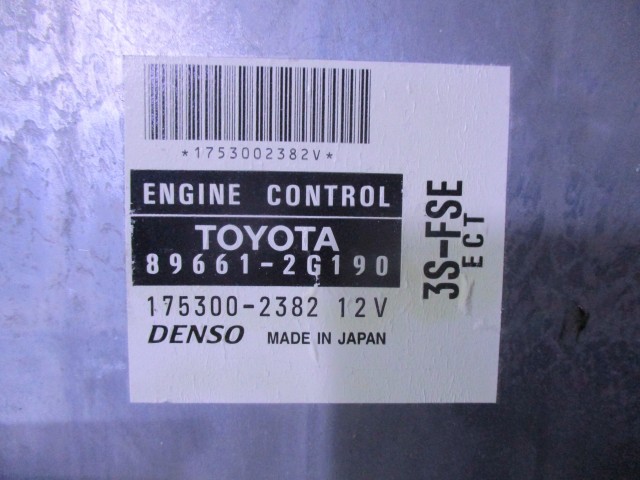 *1753002382V*
ENGINE CONTROL
TOYOTA
89661-2G190
175300-2382 12V
DENSO MADE IN JAPAN
3S-FSE
ECT